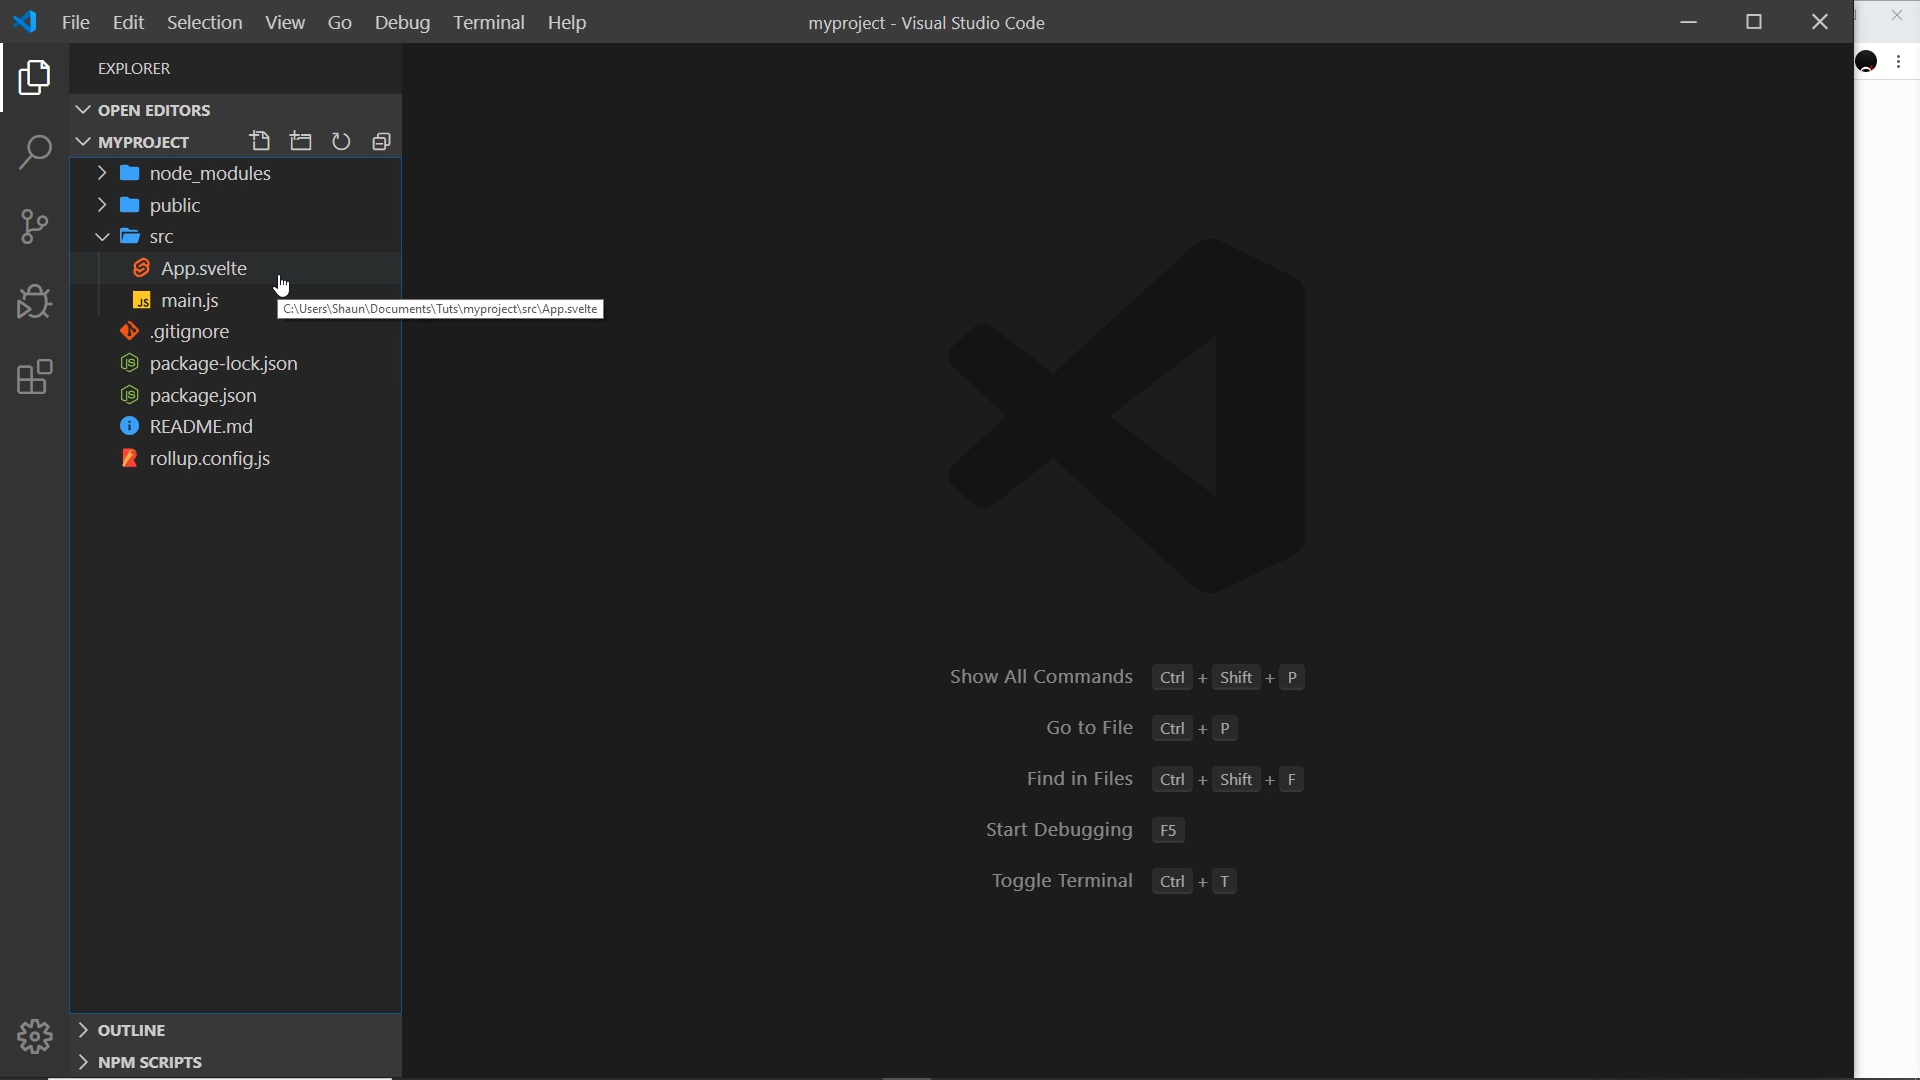 File Edit Selection View Go Debug Terminal Help
myproject - Visual Studio Code
EXPLORER
OPEN EDITORS
MYPROJECT
node_modules
public
src
App.svelte
JS main.js
C:\Users\Shaun\Documents\Tuts\myproject\src\App.svelte
.gitignore
JS package-lock.json
JS package.json
README.md
rollup.config.js
Show All Commands Ctrl + Shift + P
Go to File Ctrl + P
Find in Files Ctrl + Shift + F
Start Debugging F5
Toggle Terminal Ctrl + T
OUTLINE
NPM SCRIPTS